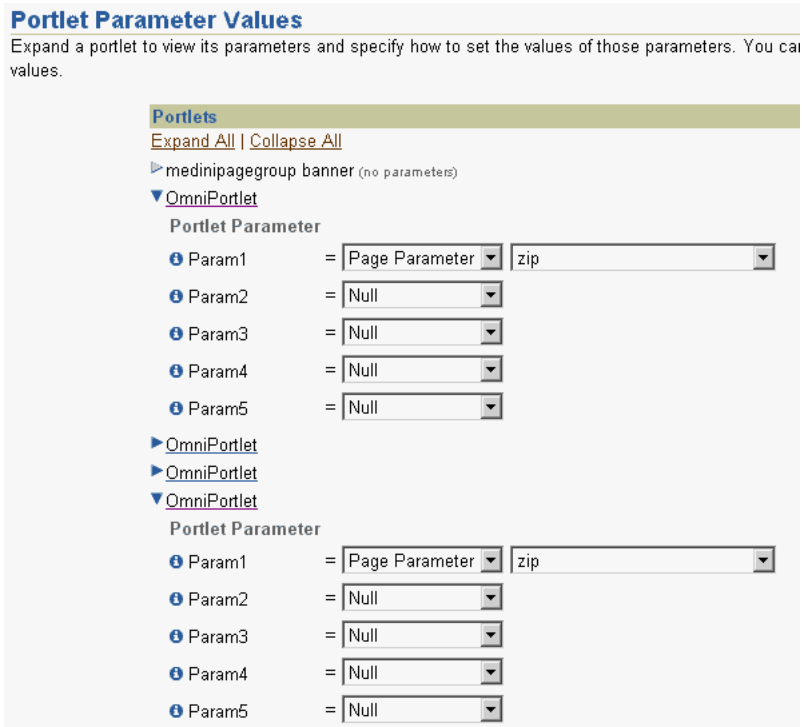 Portlet Parameter Values
Expand a portlet to view its parameters and specify how to set the values of those parameters. You can
values.
Portlets
Expand All | Collapse All
medinipagegroup banner (no parameters)
OmniPortlet
Portlet Parameter
Param1 = Page Parameter zip
Param2 = Null
Param3 = Null
Param4 = Null
Param5 = Null
OmniPortlet
OmniPortlet
OmniPortlet
Portlet Parameter
Param1 = Page Parameter zip
Param2 = Null
Param3 = Null
Param4 = Null
Param5 = Null